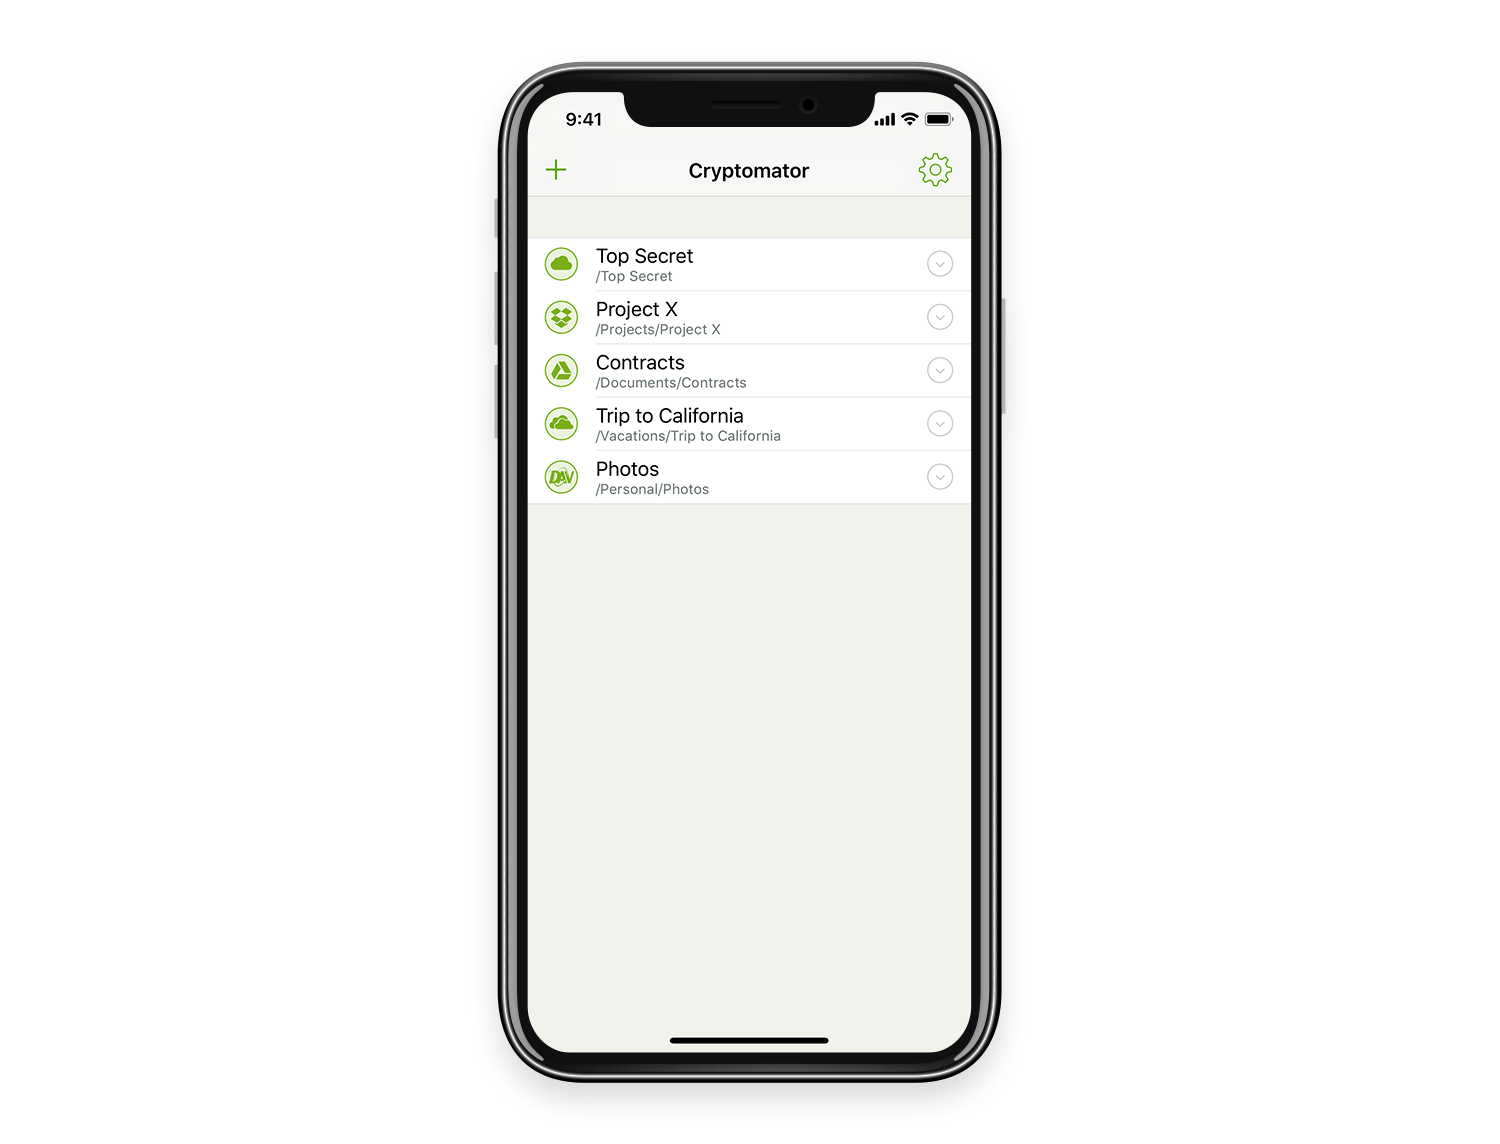 9:41
Cryptomator
Top Secret
/Top Secret
Project X
/Projects/Project X
Contracts
/Documents/Contracts
Trip to California
/Vacations/Trip to California
DAV
Photos
/Personal/Photos